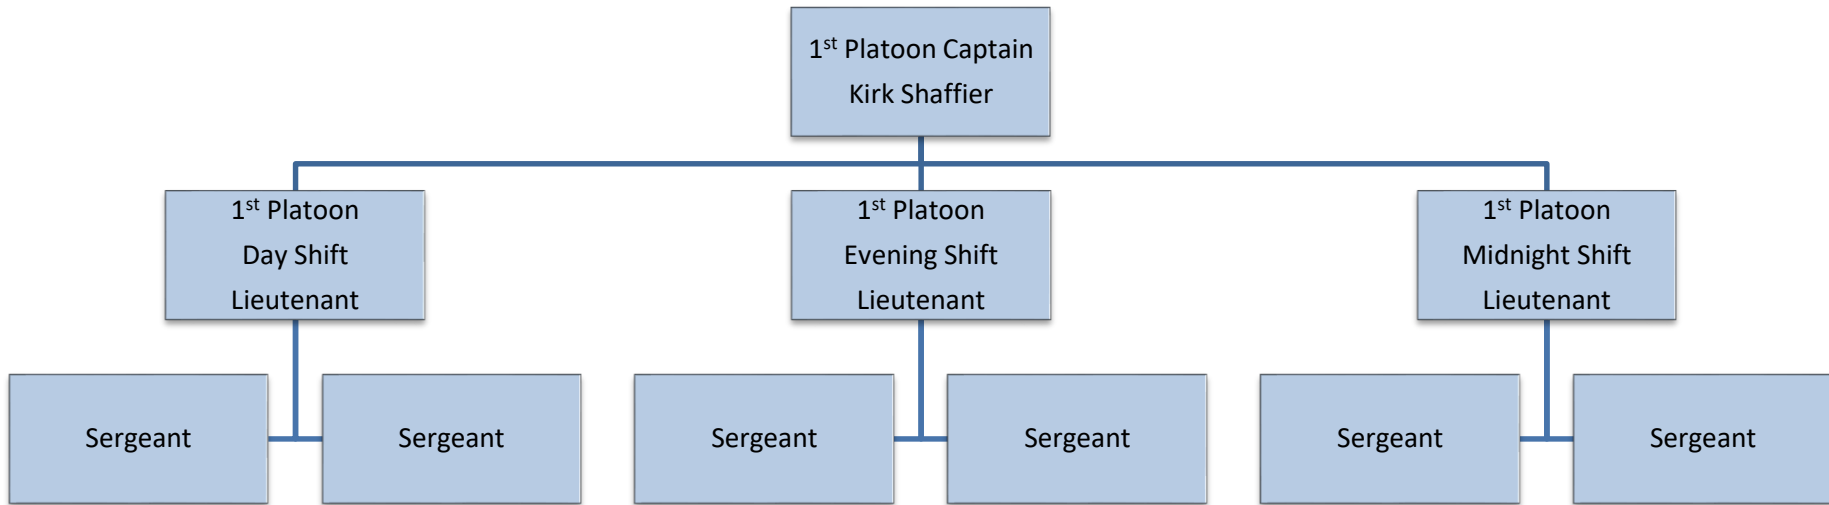 1st Platoon Captain
Kirk Shaffier
1st Platoon
Day Shift
Lieutenant
1st Platoon
Evening Shift
Lieutenant
1st Platoon
Midnight Shift
Lieutenant
Sergeant
Sergeant
Sergeant
Sergeant
Sergeant
Sergeant